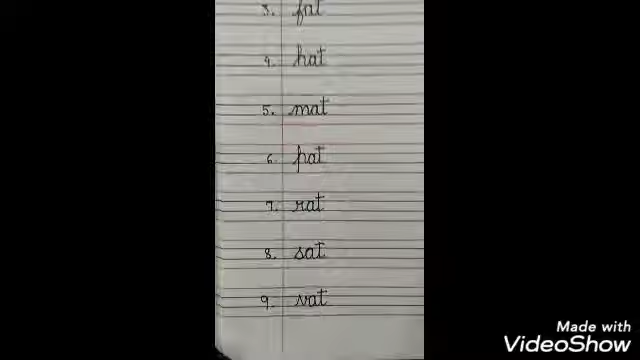 3. fat
4. hat
5. mat
6. pat
7. rat
8. sat
9. vat
Made with
VideoShow